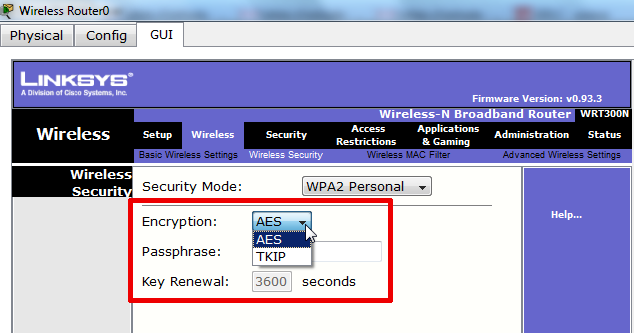 Wireless Router0
Physical Config GUI
LINKSYS®
A Division of Cisco Systems, Inc.
Firmware Version: v0.93.3
Wireless-N Broadband Router WRT300N
Wireless
Setup Wireless Security Access Restrictions Applications & Gaming Administration Status
Basic Wireless Settings Wireless Security Wireless MAC Filter Advanced Wireless Settings
Wireless Security
Security Mode: WPA2 Personal
Help...
Encryption: AES
AES
Passphrase:
TKIP
Key Renewal: 3600 seconds